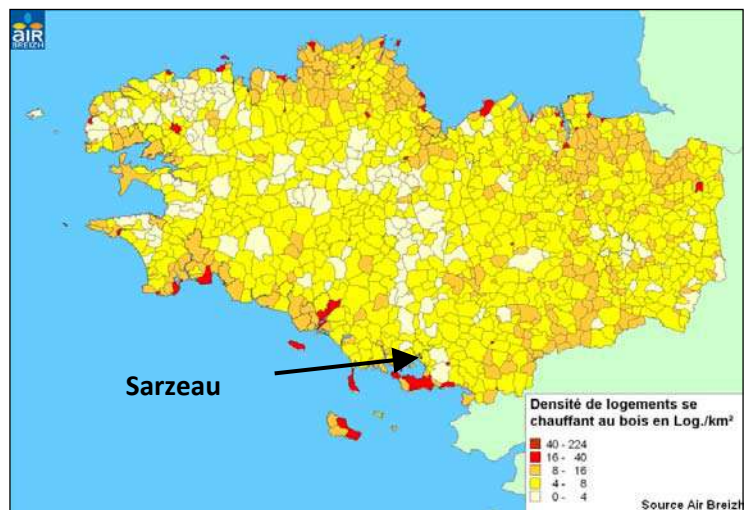 aiR
BREIZH
Sarzeau
Densité de logements se
chauffant au bois en Log./km²
40 - 224
16 - 40
8 - 16
4 - 8
0 - 4
Source Air Breizh